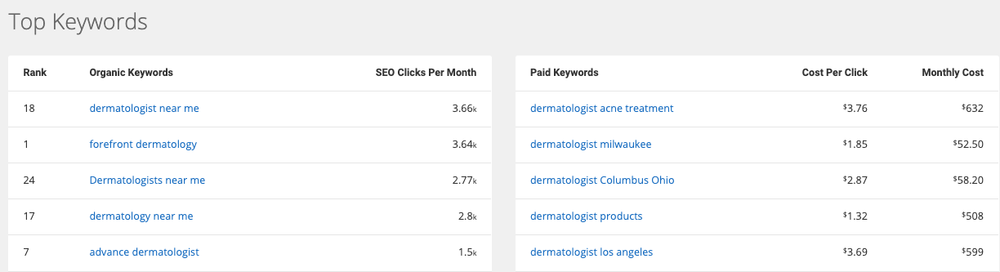 Top Keywords
Rank Organic Keywords SEO Clicks Per Month
18 dermatologist near me 3.66k
1 forefront dermatology 3.64k
24 Dermatologists near me 2.77k
17 dermatology near me 2.8k
7 advance dermatologist 1.5k
Paid Keywords Cost Per Click Monthly Cost
dermatologist acne treatment $3.76 $632
dermatologist milwaukee $1.85 $52.50
dermatologist Columbus Ohio $2.87 $58.20
dermatologist products $1.32 $508
dermatologist los angeles $3.69 $599